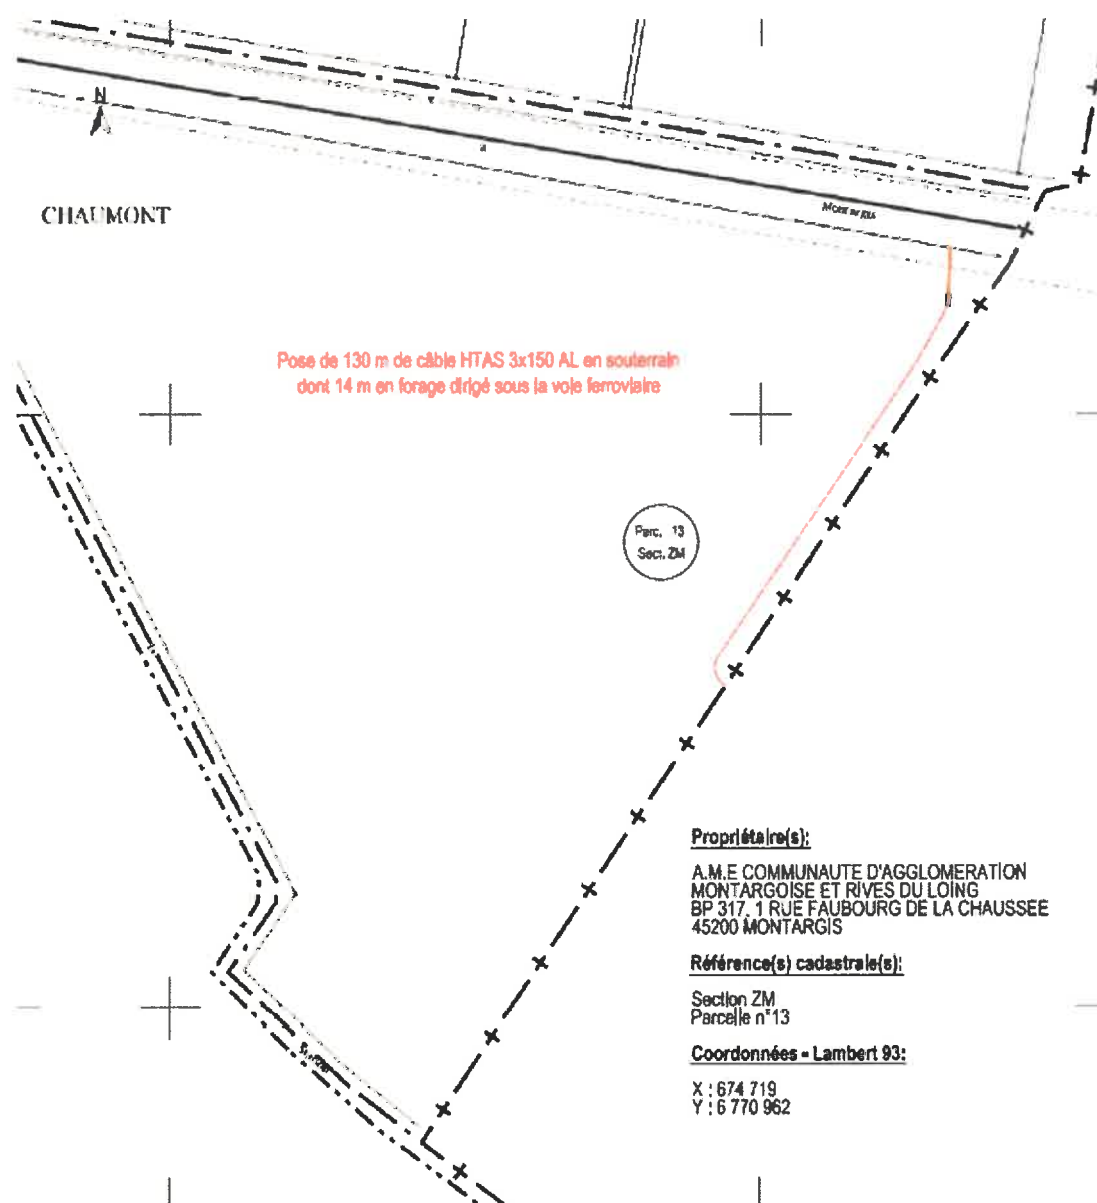 N
CHAUMONT
Pose de 130 m de câble HTAS 3x150 AL en souterrain
dont 14 m en forage dirigé sous la voie ferroviaire
Parc. 13
Sect. ZM
Propriétaire(s):
A.M.E COMMUNAUTE D'AGGLOMERATION
MONTARGOISE ET RIVES DU LOING
BP 317, 1 RUE FAUBOURG DE LA CHAUSSEE
45200 MONTARGIS
Référence(s) cadastrale(s):
Section ZM
Parcelle n°13
Coordonnées - Lambert 93:
X : 674 719
Y : 6 770 962